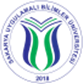 SAKARYA UYGULAMALI BİLİMLER ÜNİVERSİTESİ
2018